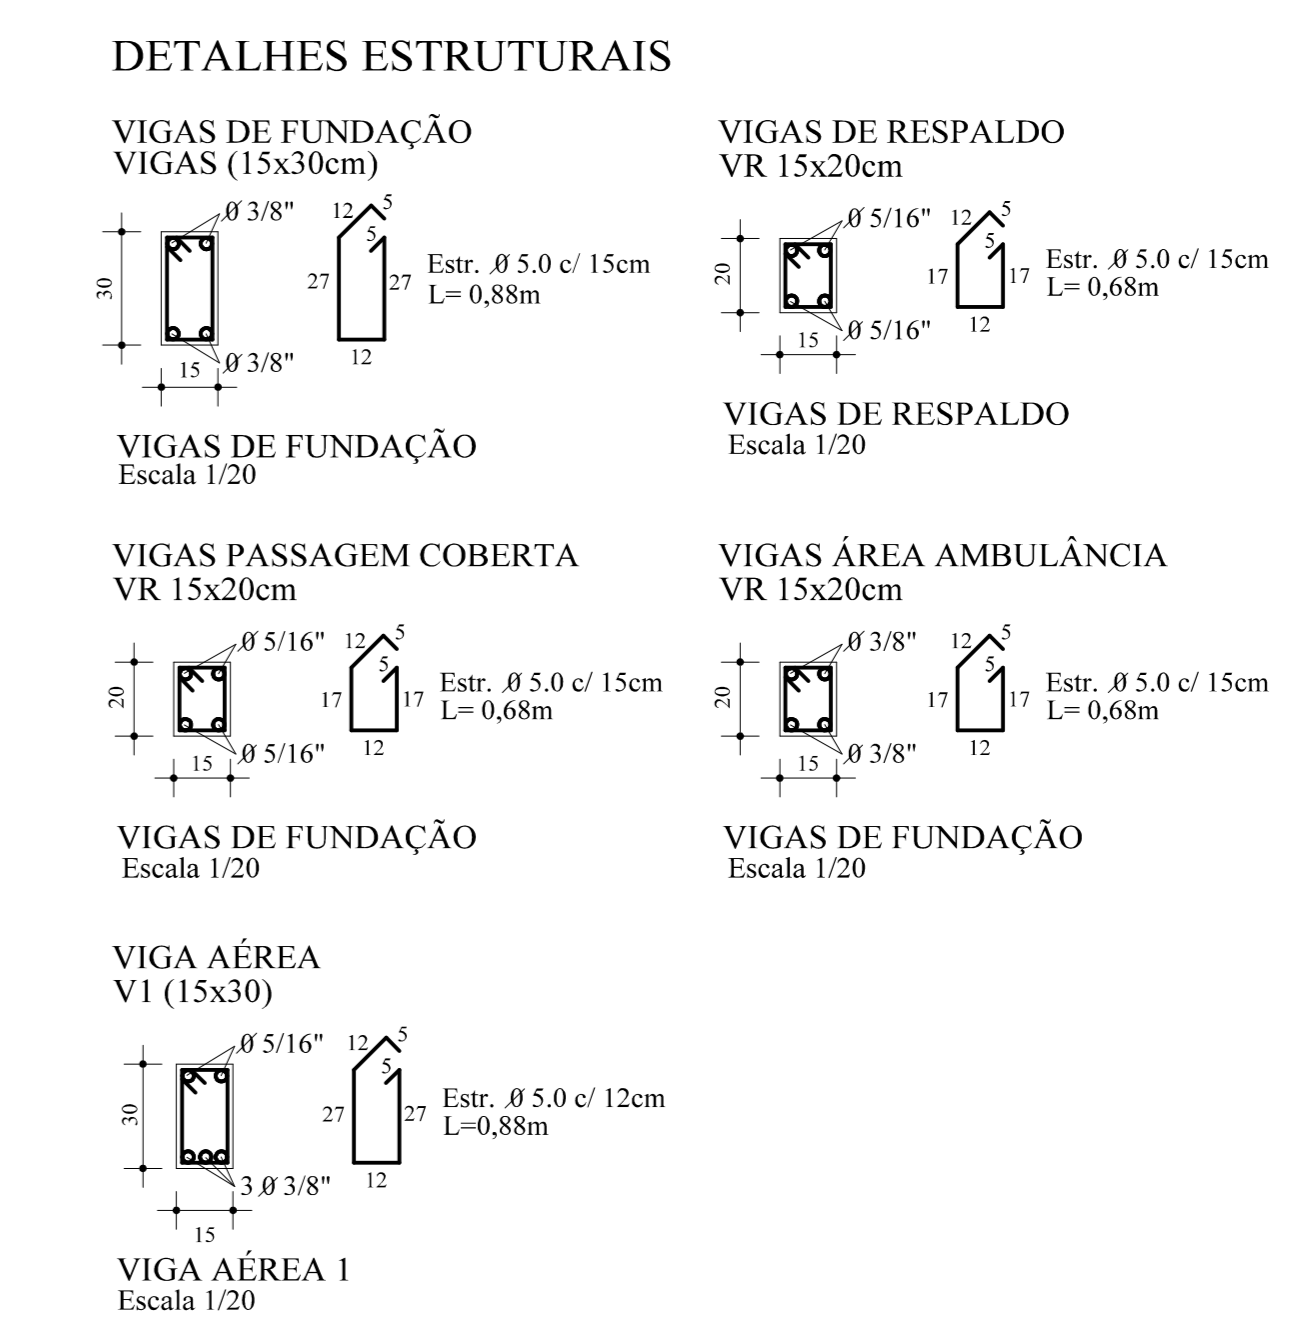 DETALHES ESTRUTURAIS
VIGAS DE FUNDAÇÃO
VIGAS (15x30cm)
Ø 3/8"
12
5
5
30
27
27
Estr. Ø 5.0 c/ 15cm
L= 0,88m
Ø 3/8"
12
15
VIGAS DE FUNDAÇÃO
Escala 1/20
VIGAS DE RESPALDO
VR 15x20cm
Ø 5/16"
12
5
5
20
17
17
Estr. Ø 5.0 c/ 15cm
L= 0,68m
Ø 5/16"
12
15
VIGAS DE RESPALDO
Escala 1/20
VIGAS PASSAGEM COBERTA
VR 15x20cm
Ø 5/16"
12
5
5
20
17
17
Estr. Ø 5.0 c/ 15cm
L= 0,68m
Ø 5/16"
12
15
VIGAS DE FUNDAÇÃO
Escala 1/20
VIGAS ÁREA AMBULÂNCIA
VR 15x20cm
Ø 3/8"
12
5
5
20
17
17
Estr. Ø 5.0 c/ 15cm
L= 0,68m
Ø 3/8"
12
15
VIGAS DE FUNDAÇÃO
Escala 1/20
VIGA AÉREA
V1 (15x30)
Ø 5/16"
12
5
5
30
27
27
Estr. Ø 5.0 c/ 12cm
L=0,88m
3 Ø 3/8"
12
15
VIGA AÉREA 1
Escala 1/20